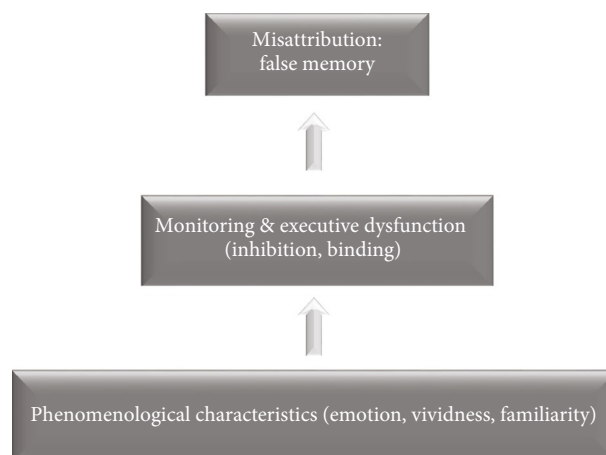 Misattribution:
false memory
Monitoring & executive dysfunction
(inhibition, binding)
Phenomenological characteristics (emotion, vividness, familiarity)